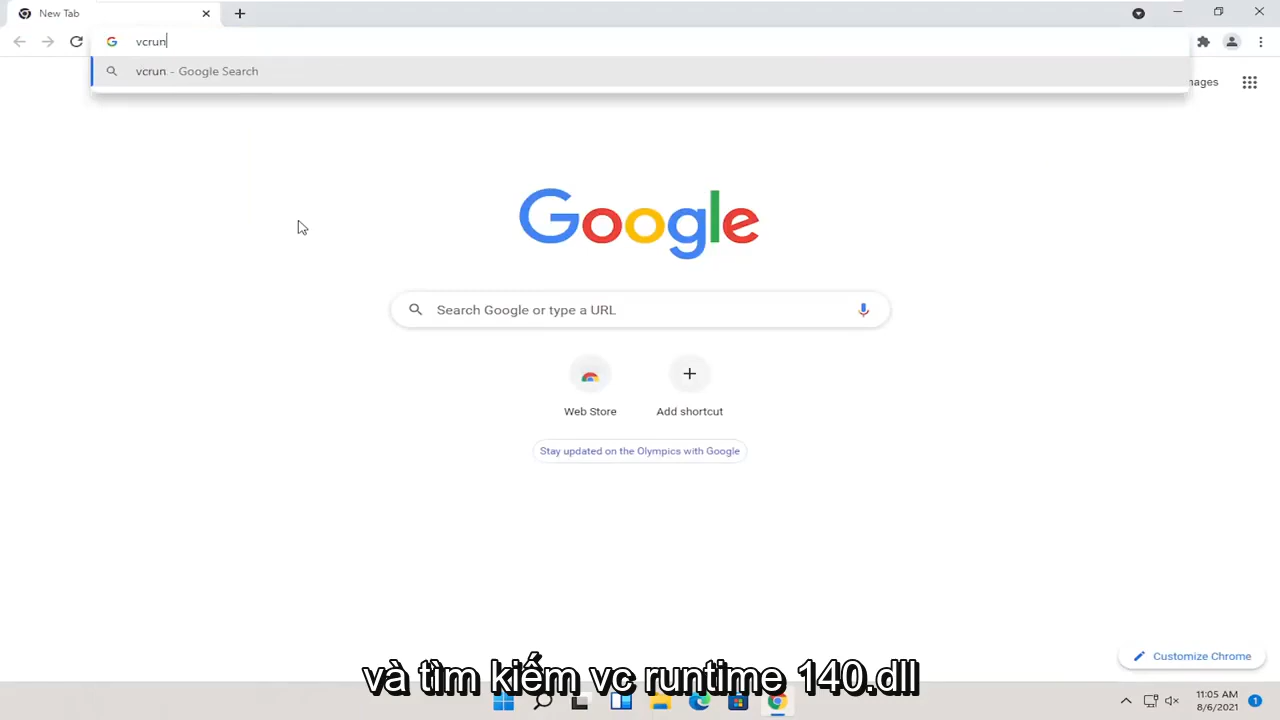 New Tab
vcrun
vcrun - Google Search
Images
Google
Search Google or type a URL
Web Store
Add shortcut
Stay updated on the Olympics with Google
Customize Chrome
và tìm kiếm vc runtime 140.dll
11:05 AM
8/6/2021
1